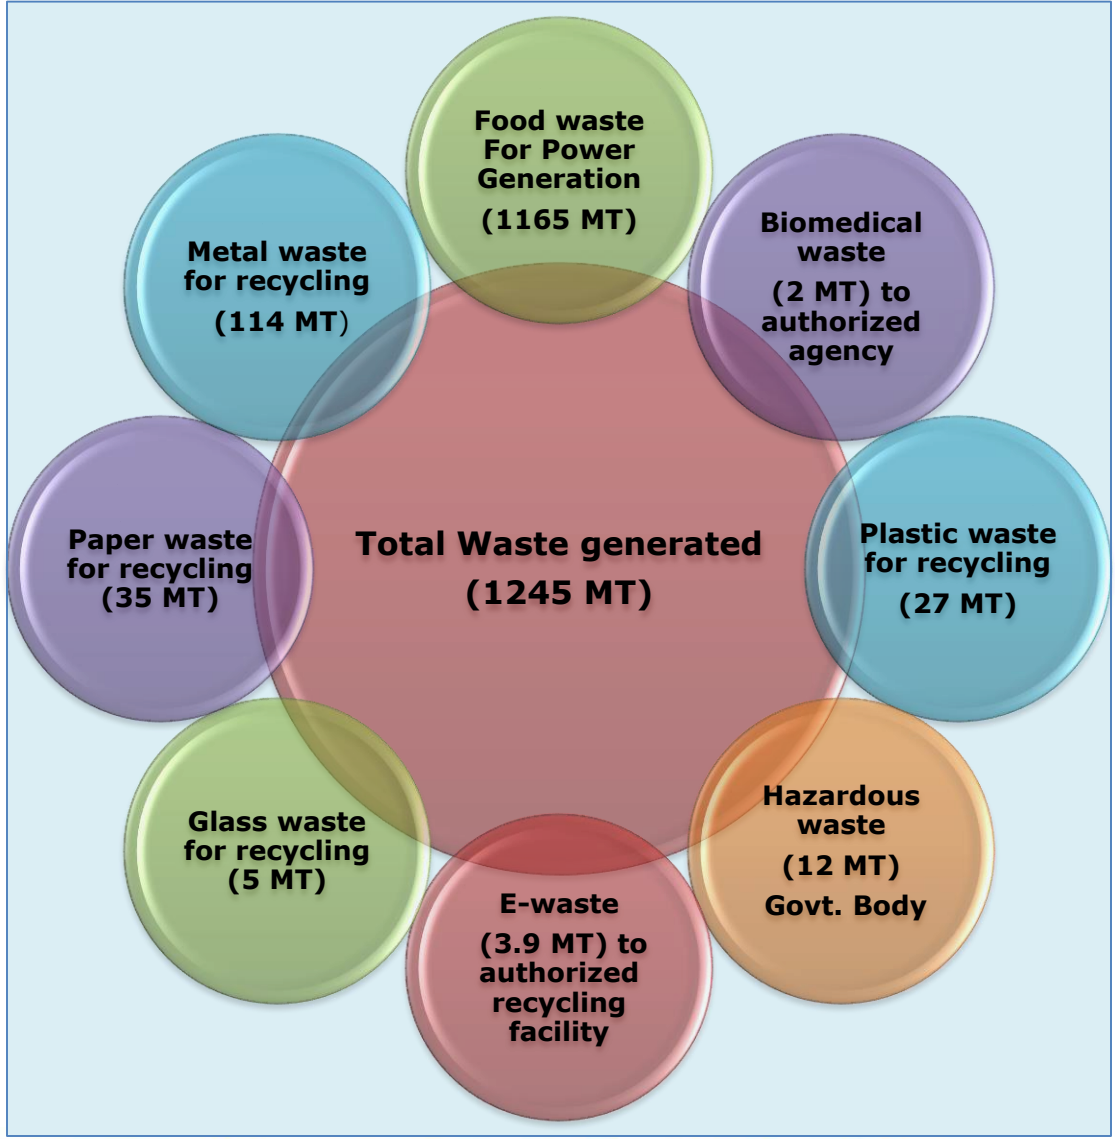 Food waste
For Power
Generation
(1165 MT)
Biomedical
waste
(2 MT) to
authorized
agency
Plastic waste
for recycling
(27 MT)
Hazardous
waste
(12 MT)
Govt. Body
E-waste
(3.9 MT) to
authorized
recycling
facility
Glass waste
for recycling
(5 MT)
Paper waste
for recycling
(35 MT)
Metal waste
for recycling
(114 MT)
Total Waste generated
(1245 MT)